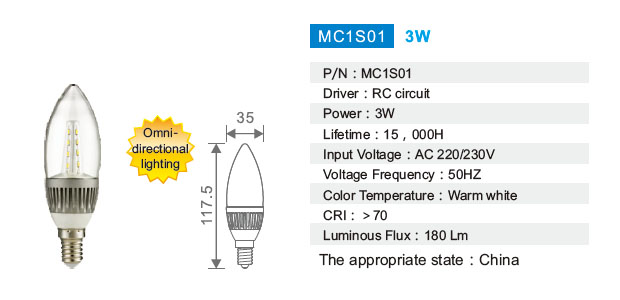 MC1S01 3W
P/N : MC1S01
Driver : RC circuit
Power : 3W
Lifetime : 15 , 000H
Input Voltage : AC 220/230V
Voltage Frequency : 50HZ
Color Temperature : Warm white
CRI : >70
Luminous Flux : 180 Lm
The appropriate state : China
Omni-
directional
lighting
35
117.5